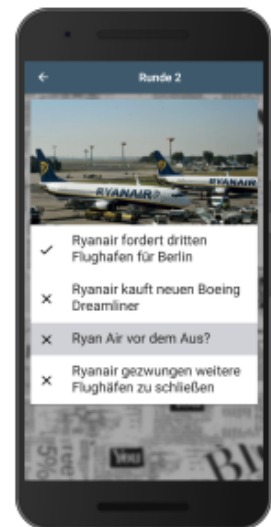 Runde 2
RYANAIR
RYANAIR
Ryanair fordert dritten
Flughafen für Berlin
Ryanair kauft neuen Boeing
Dreamliner
Ryan Air vor dem Aus?
Ryanair gezwungen weitere
Flughäfen zu schließen
You